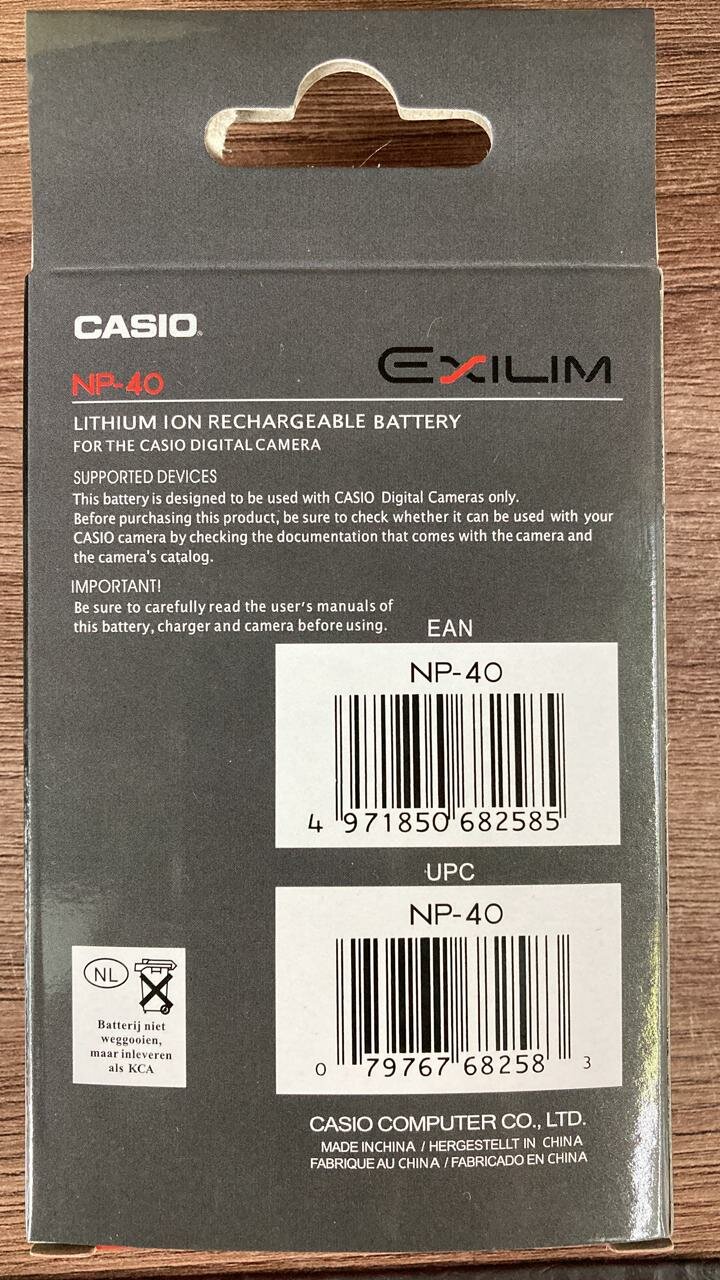 CASIO
EXILIM
NP-40
LITHIUM ION RECHARGEABLE BATTERY
FOR THE CASIO DIGITAL CAMERA
SUPPORTED DEVICES
This battery is designed to be used with CASIO Digital Cameras only.
Before purchasing this product, be sure to check whether it can be used with your
CASIO camera by checking the documentation that comes with the camera and
the camera's catalog.
IMPORTANT!
Be sure to carefully read the user's manuals of
this battery, charger and camera before using.
EAN
NP-40
4 971850 682585
UPC
NP-40
0 79767 68258 3
NL
Batterij niet
weggooien,
maar inleveren
als KCA
CASIO COMPUTER CO., LTD.
MADE INCHINA / HERGESTELLT IN CHINA
FABRIQUE AU CHINA / FABRICADO EN CHINA